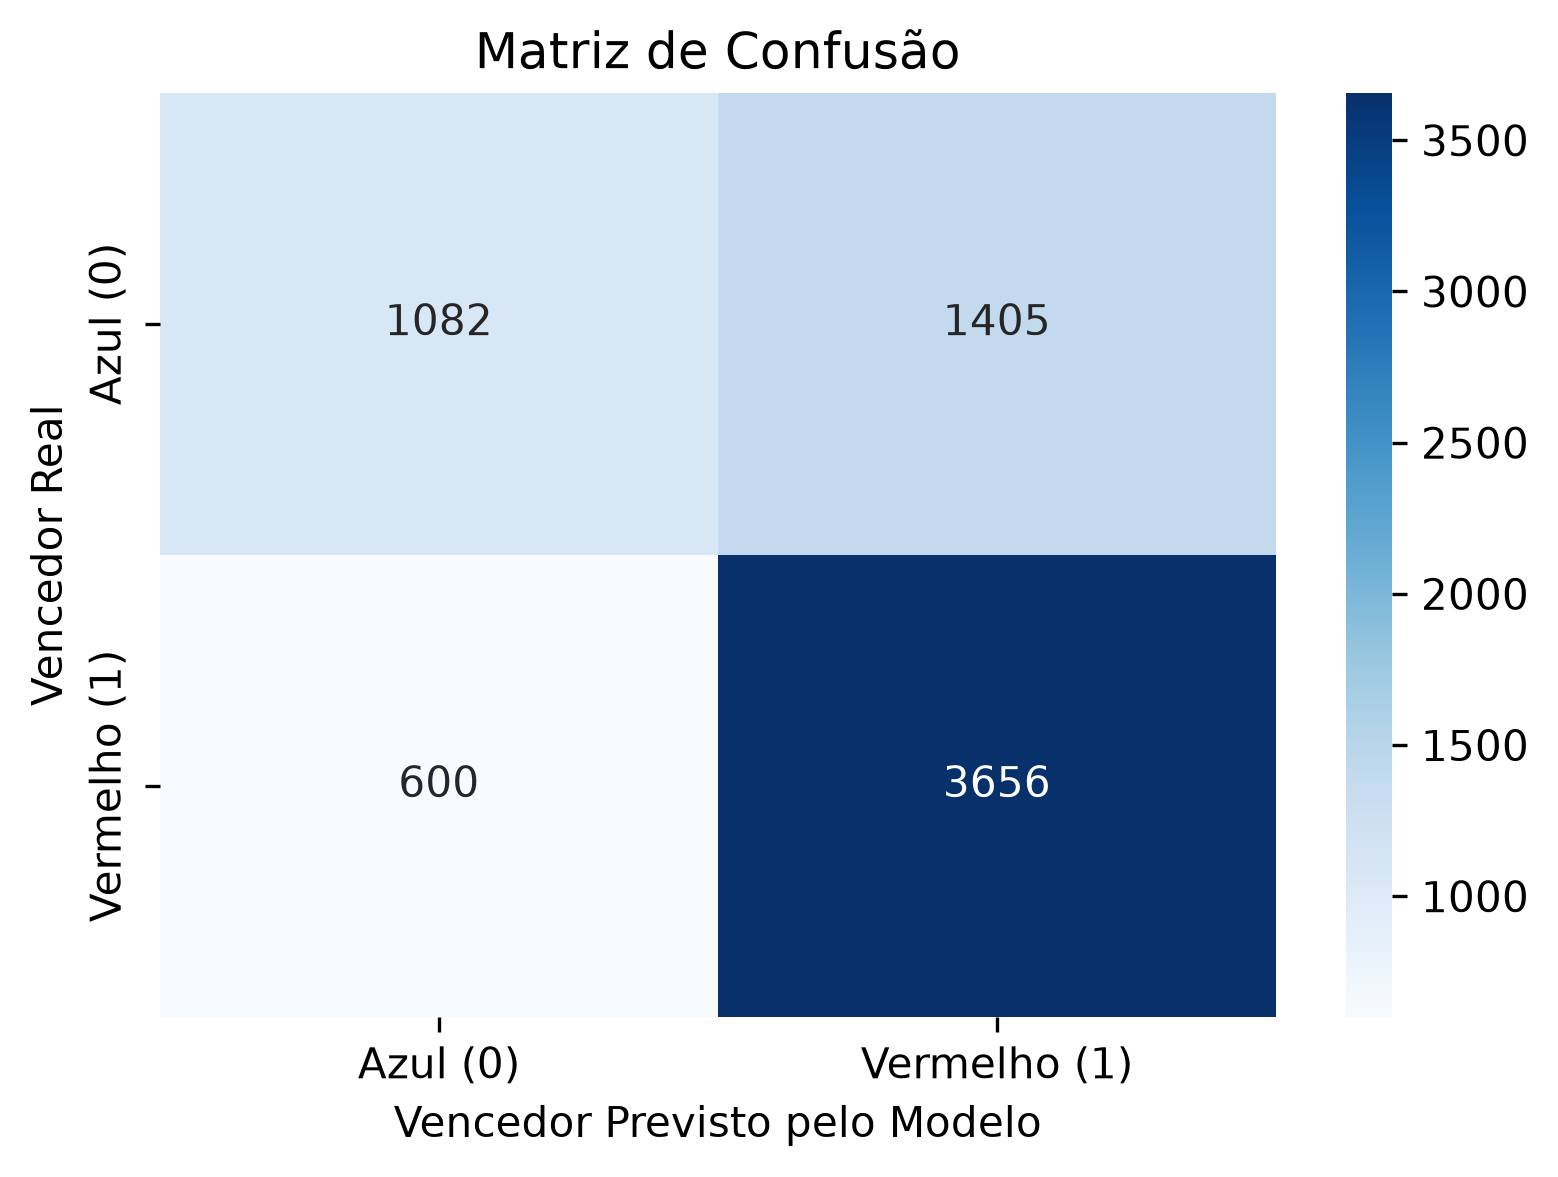 Matriz de Confusão
Vencedor Real
Azul (0)
1082
1405
Vermelho (1)
600
3656
Azul (0)
Vermelho (1)
Vencedor Previsto pelo Modelo
3500
3000
2500
2000
1500
1000